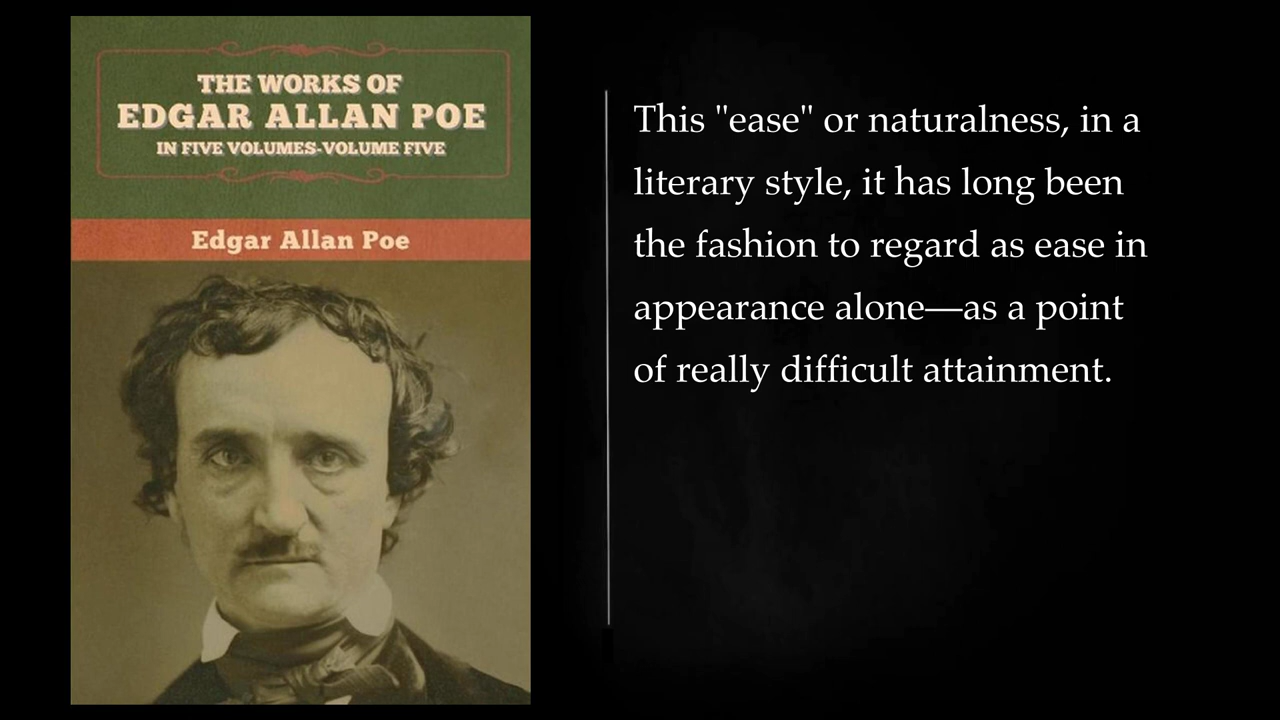 THE WORKS OF
EDGAR ALLAN POE
IN FIVE VOLUMES-VOLUME FIVE
Edgar Allan Poe
This "ease" or naturalness, in a
literary style, it has long been
the fashion to regard as ease in
appearance alone—as a point
of really difficult attainment.